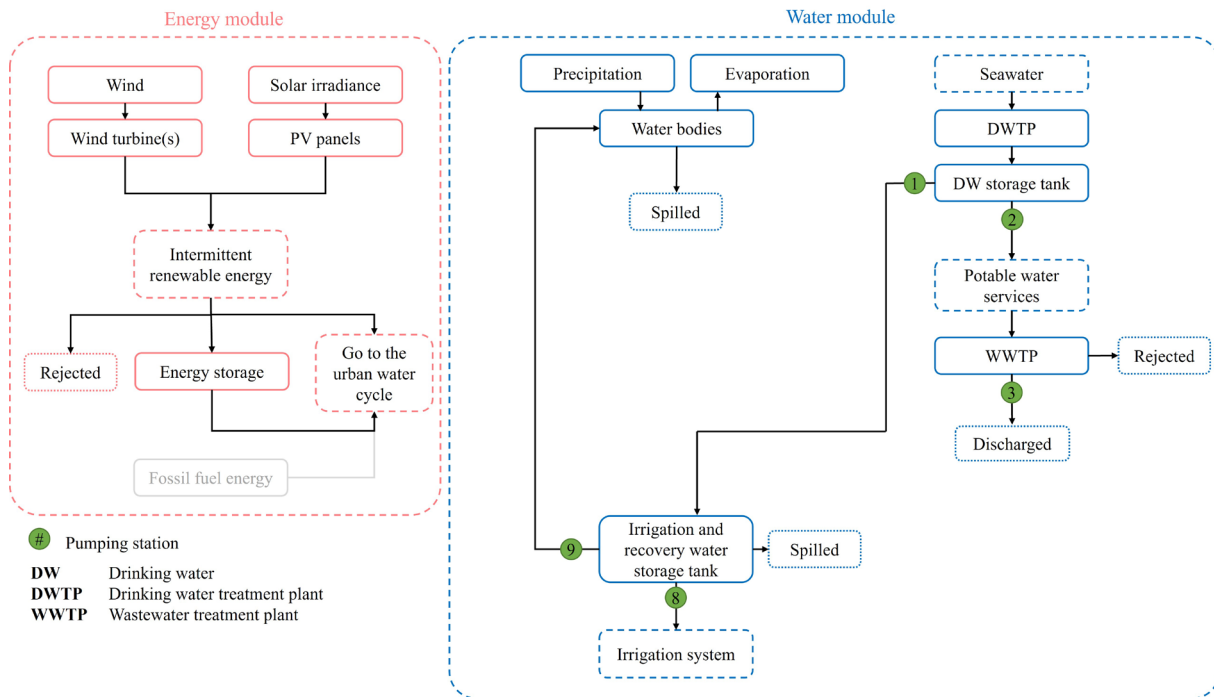 Energy module
Wind
Solar irradiance
Wind turbine(s)
PV panels
Intermittent
renewable energy
Rejected
Energy storage
Go to the
urban water
cycle
Fossil fuel energy
# Pumping station
DW Drinking water
DWTP Drinking water treatment plant
WWTP Wastewater treatment plant
Water module
Precipitation
Evaporation
Seawater
Water bodies
DWTP
1
DW storage tank
Spilled
2
Potable water
services
WWTP
Rejected
3
Discharged
9
Irrigation and
recovery water
storage tank
Spilled
8
Irrigation system